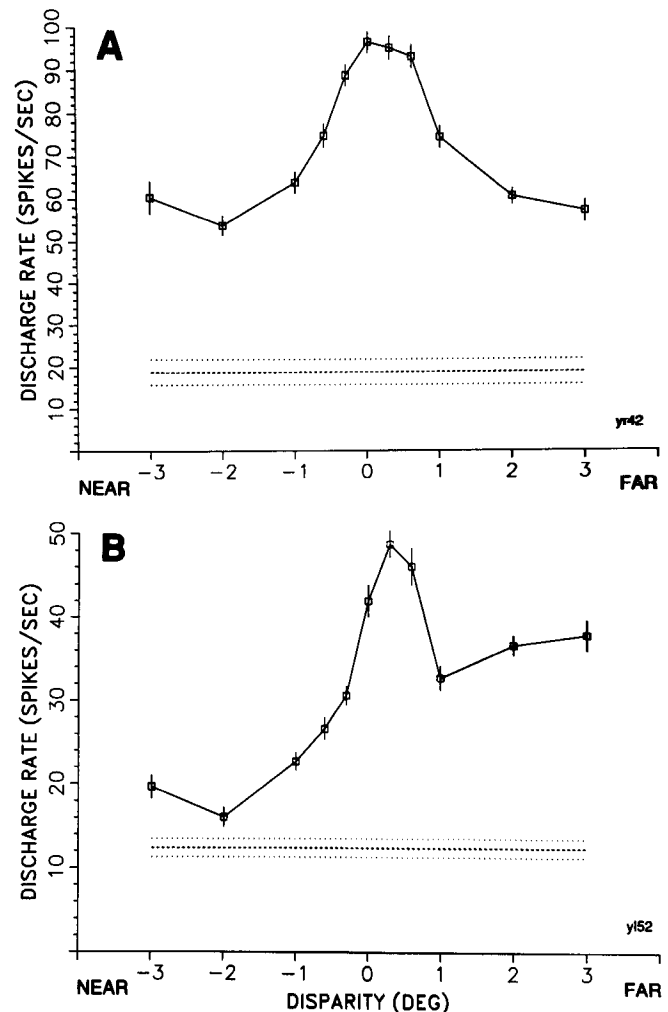 A
DISCHARGE RATE (SPIKES/SEC)
100
90
80
70
60
50
40
30
20
10
yr42
NEAR -3 -2 -1 0 1 2 3 FAR
B
DISCHARGE RATE (SPIKES/SEC)
50
40
30
20
10
yl52
NEAR -3 -2 -1 0 1 2 3 FAR
DISPARITY (DEG)